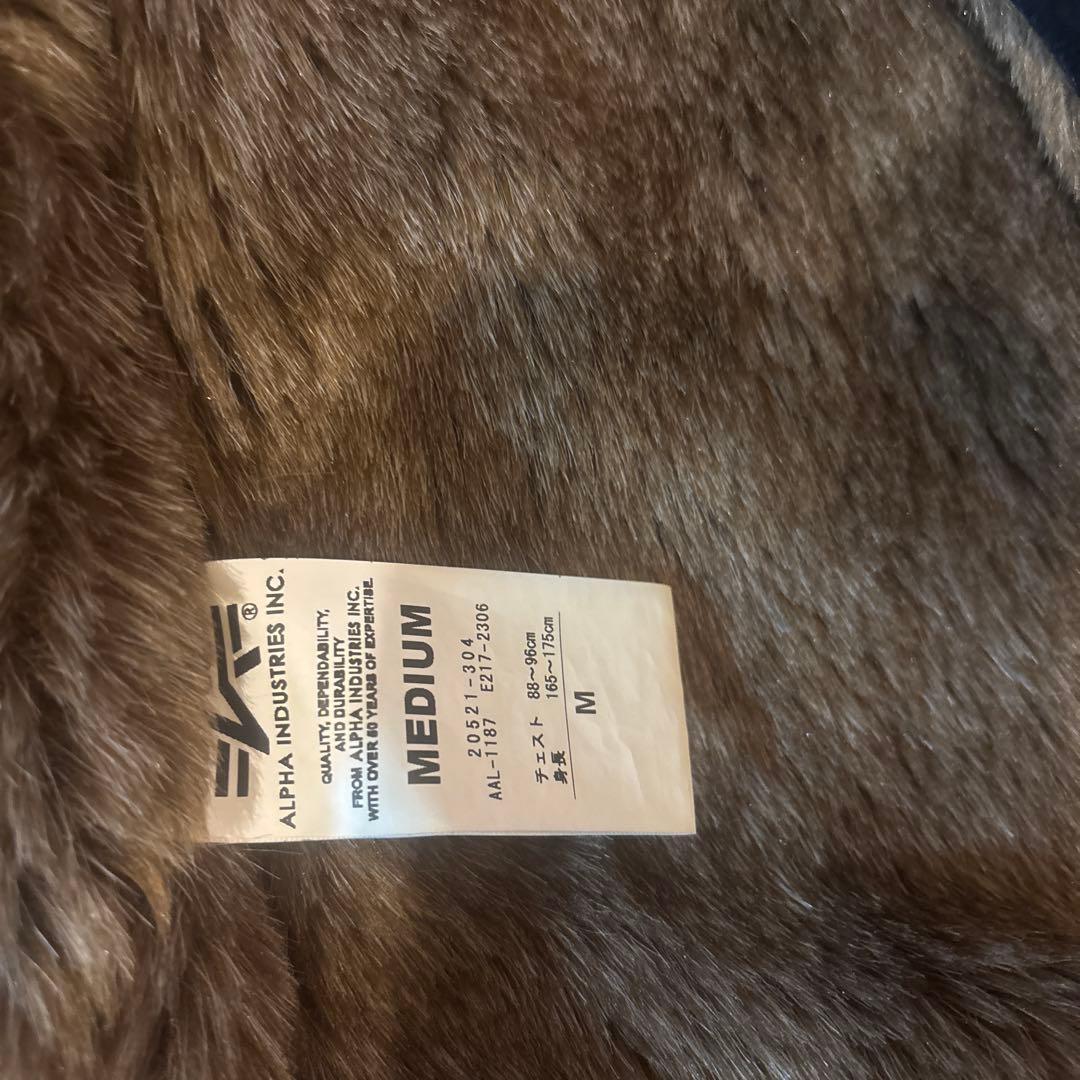 ®
ALPHA INDUSTRIES INC.
QUALITY, DEPENDABILITY,
AND DURABILITY
FROM ALPHA INDUSTRIES INC.
WITH OVER 60 YEARS OF EXPERTISE.
MEDIUM
20521-304
AAL-1187 E217-2306
チェスト 88～96cm
身長 165～175cm
M